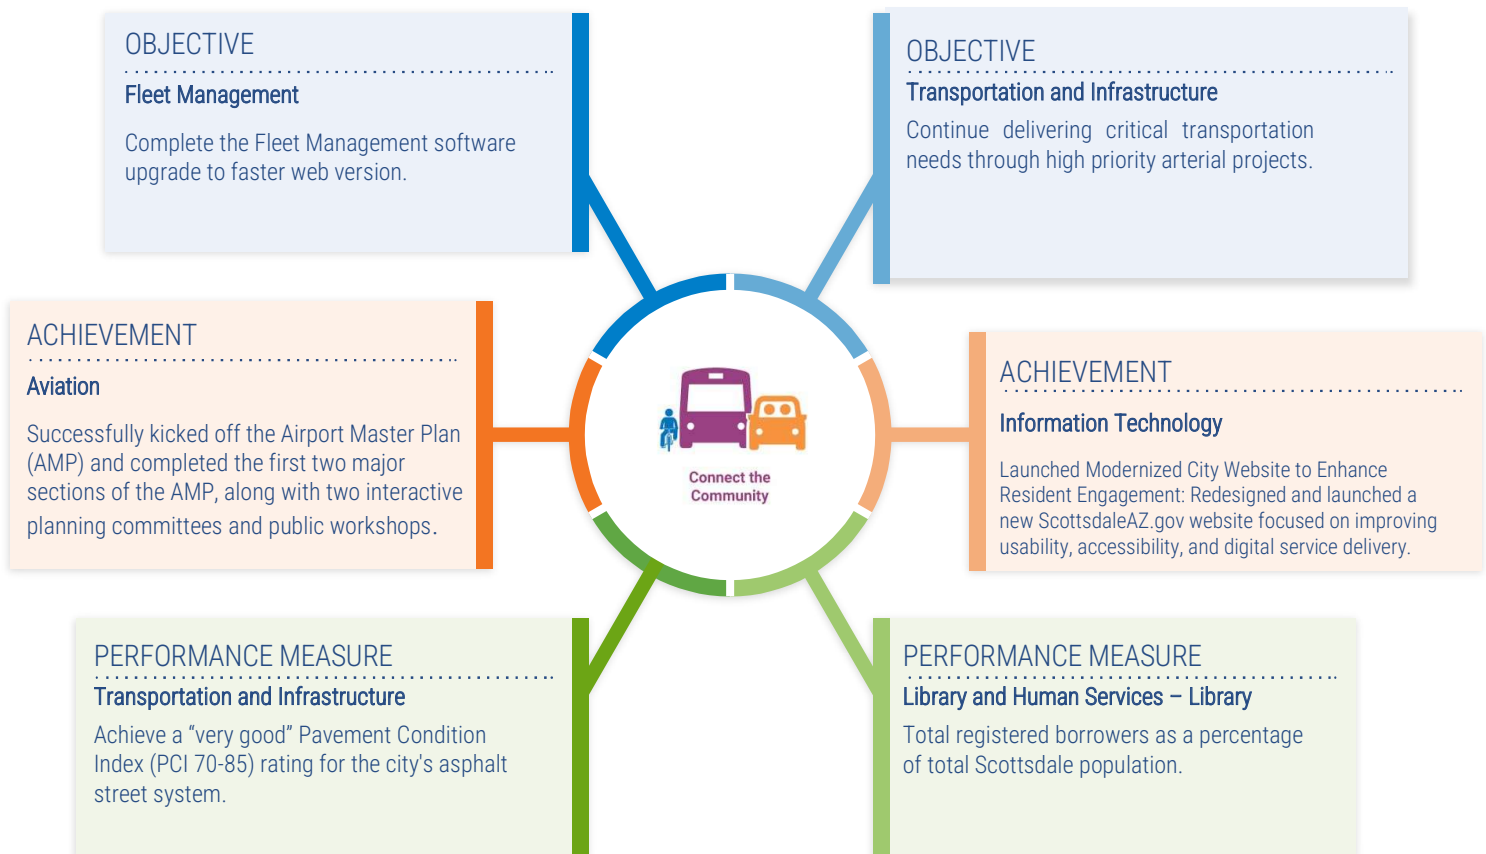 OBJECTIVE
Fleet Management
Complete the Fleet Management software
upgrade to faster web version.
OBJECTIVE
Transportation and Infrastructure
Continue delivering critical transportation
needs through high priority arterial projects.
ACHIEVEMENT
Aviation
Successfully kicked off the Airport Master Plan
(AMP) and completed the first two major
sections of the AMP, along with two interactive
planning committees and public workshops.
Connect the
Community
ACHIEVEMENT
Information Technology
Launched Modernized City Website to Enhance
Resident Engagement: Redesigned and launched a
new ScottsdaleAZ.gov website focused on improving
usability, accessibility, and digital service delivery.
PERFORMANCE MEASURE
Transportation and Infrastructure
Achieve a “very good” Pavement Condition
Index (PCI 70-85) rating for the city's asphalt
street system.
PERFORMANCE MEASURE
Library and Human Services – Library
Total registered borrowers as a percentage
of total Scottsdale population.